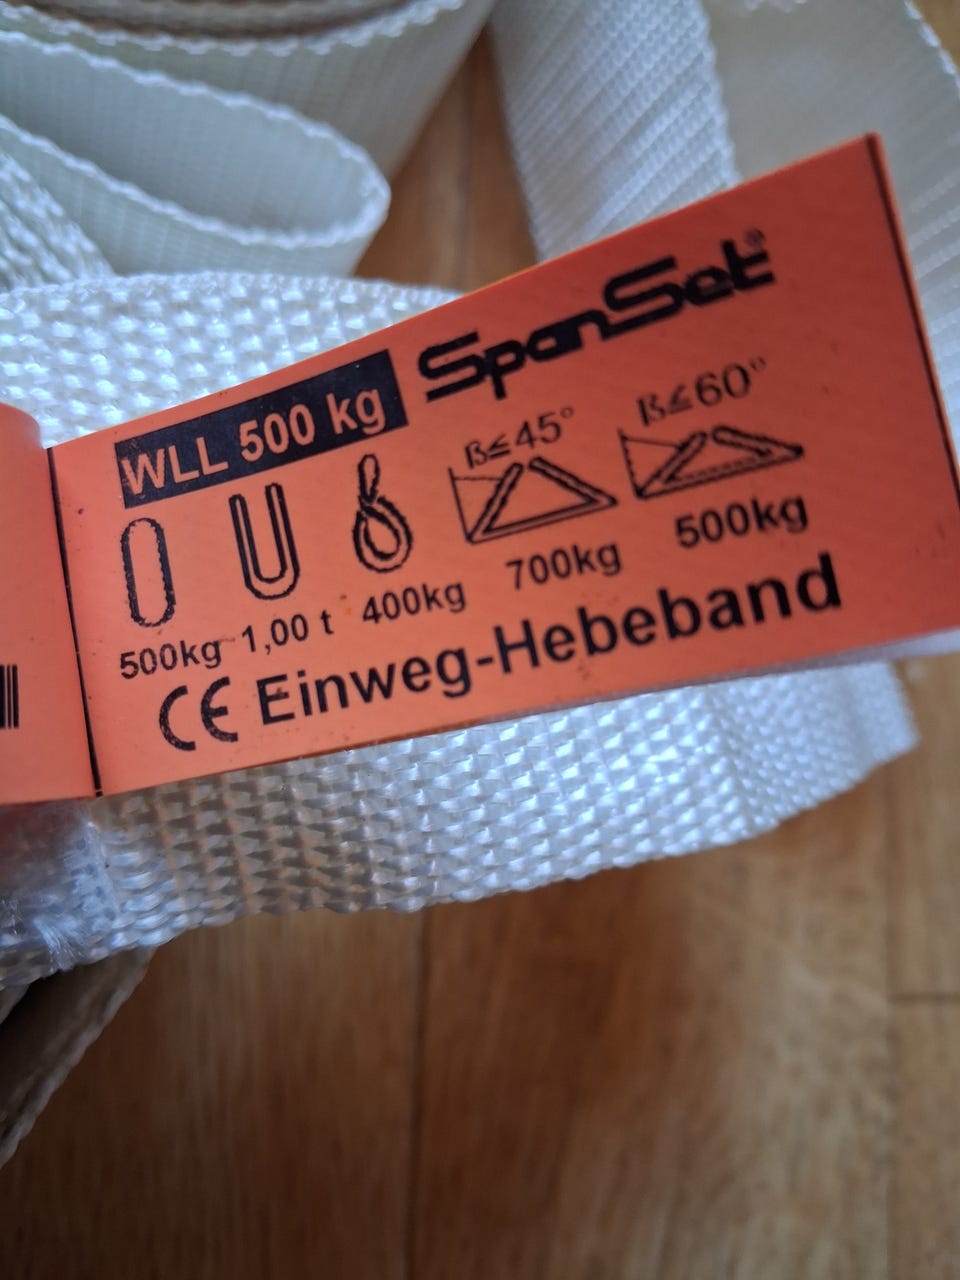 SpanSet®
WLL 500 kg
ß≤45° ß≤60°
500kg 1,00 t 400kg 700kg 500kg
CE Einweg-Hebeband